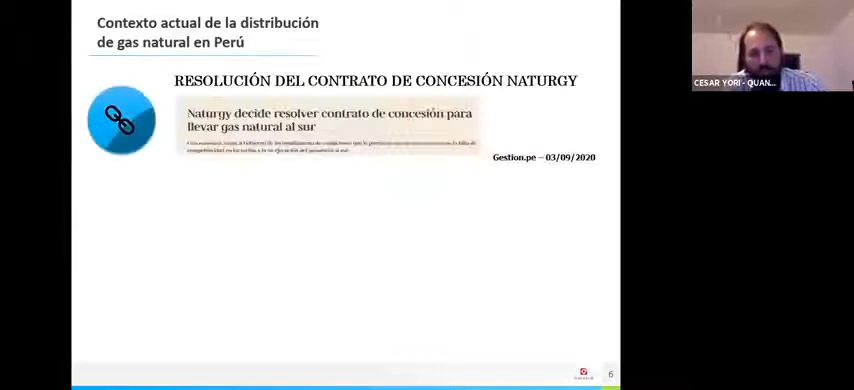 Contexto actual de la distribución
de gas natural en Perú
RESOLUCIÓN DEL CONTRATO DE CONCESIÓN NATURGY
Naturgy decide resolver contrato de concesión para
llevar gas natural al sur
Gestion.pe – 03/09/2020
CESAR YORI - QUAN...
6